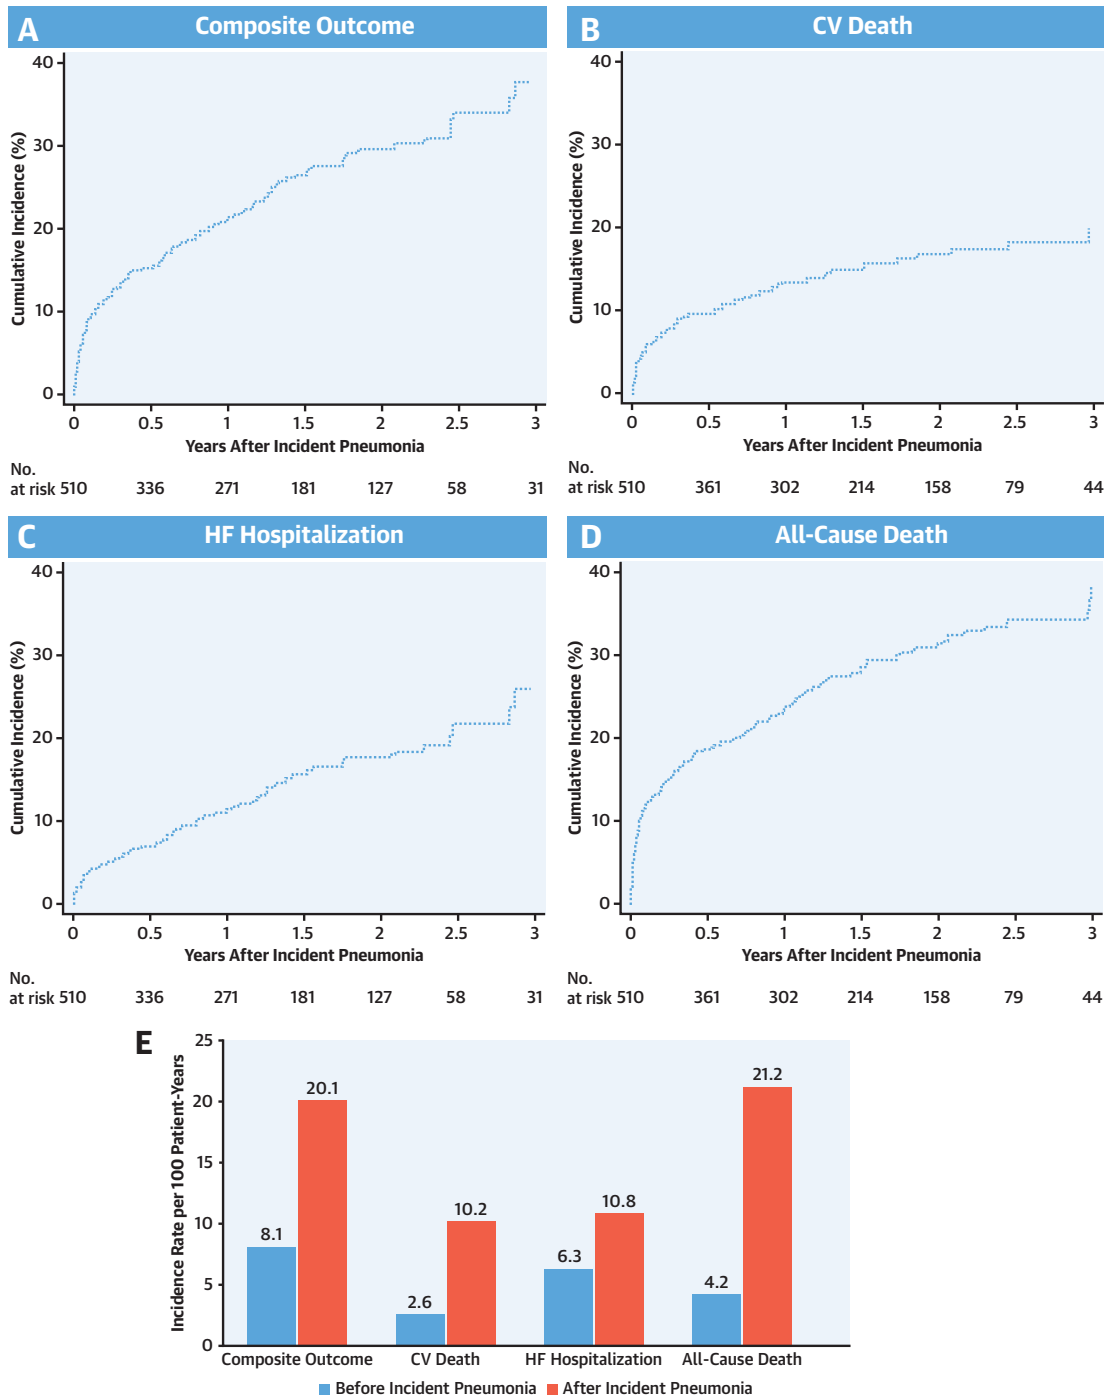 A Composite Outcome
40
30
20
10
0
Cumulative Incidence (%)
0 0.5 1 1.5 2 2.5 3
Years After Incident Pneumonia
No.
at risk 510 336 271 181 127 58 31
B CV Death
40
30
20
10
0
Cumulative Incidence (%)
0 0.5 1 1.5 2 2.5 3
Years After Incident Pneumonia
No.
at risk 510 361 302 214 158 79 44
C HF Hospitalization
40
30
20
10
0
Cumulative Incidence (%)
0 0.5 1 1.5 2 2.5 3
Years After Incident Pneumonia
No.
at risk 510 336 271 181 127 58 31
D All-Cause Death
40
30
20
10
0
Cumulative Incidence (%)
0 0.5 1 1.5 2 2.5 3
Years After Incident Pneumonia
No.
at risk 510 361 302 214 158 79 44
E
25
20
15
10
5
0
Incidence Rate per 100 Patient-Years
8.1 20.1 2.6 10.2 6.3 10.8 4.2 21.2
Composite Outcome CV Death HF Hospitalization All-Cause Death
Before Incident Pneumonia After Incident Pneumonia